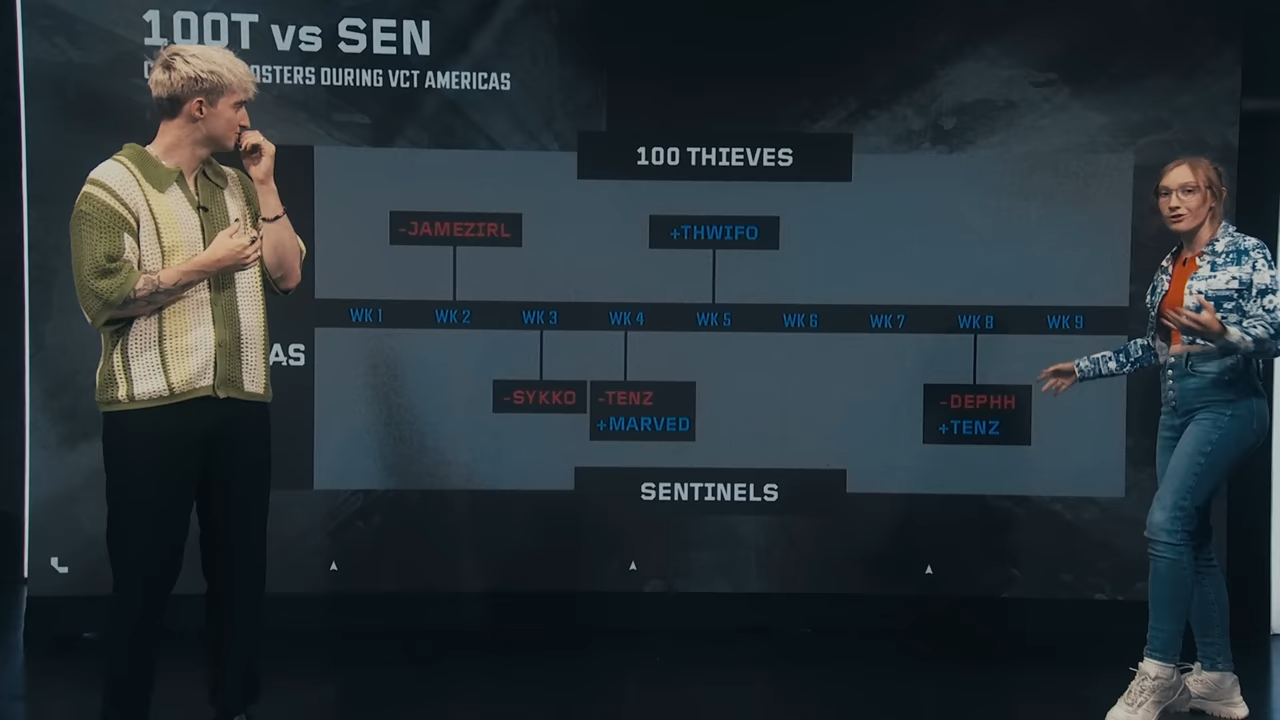 100T vs SEN
OSTERS DURING VCT AMERICAS
100 THIEVES
-JAMEZIRL
+THWIFO
WK 1 WK 2 WK 3 WK 4 WK 5 WK 6 WK 7 WK 8 WK 9
AS
-SYKKO
-TENZ
+MARVED
-DEPHH
+TENZ
SENTINELS